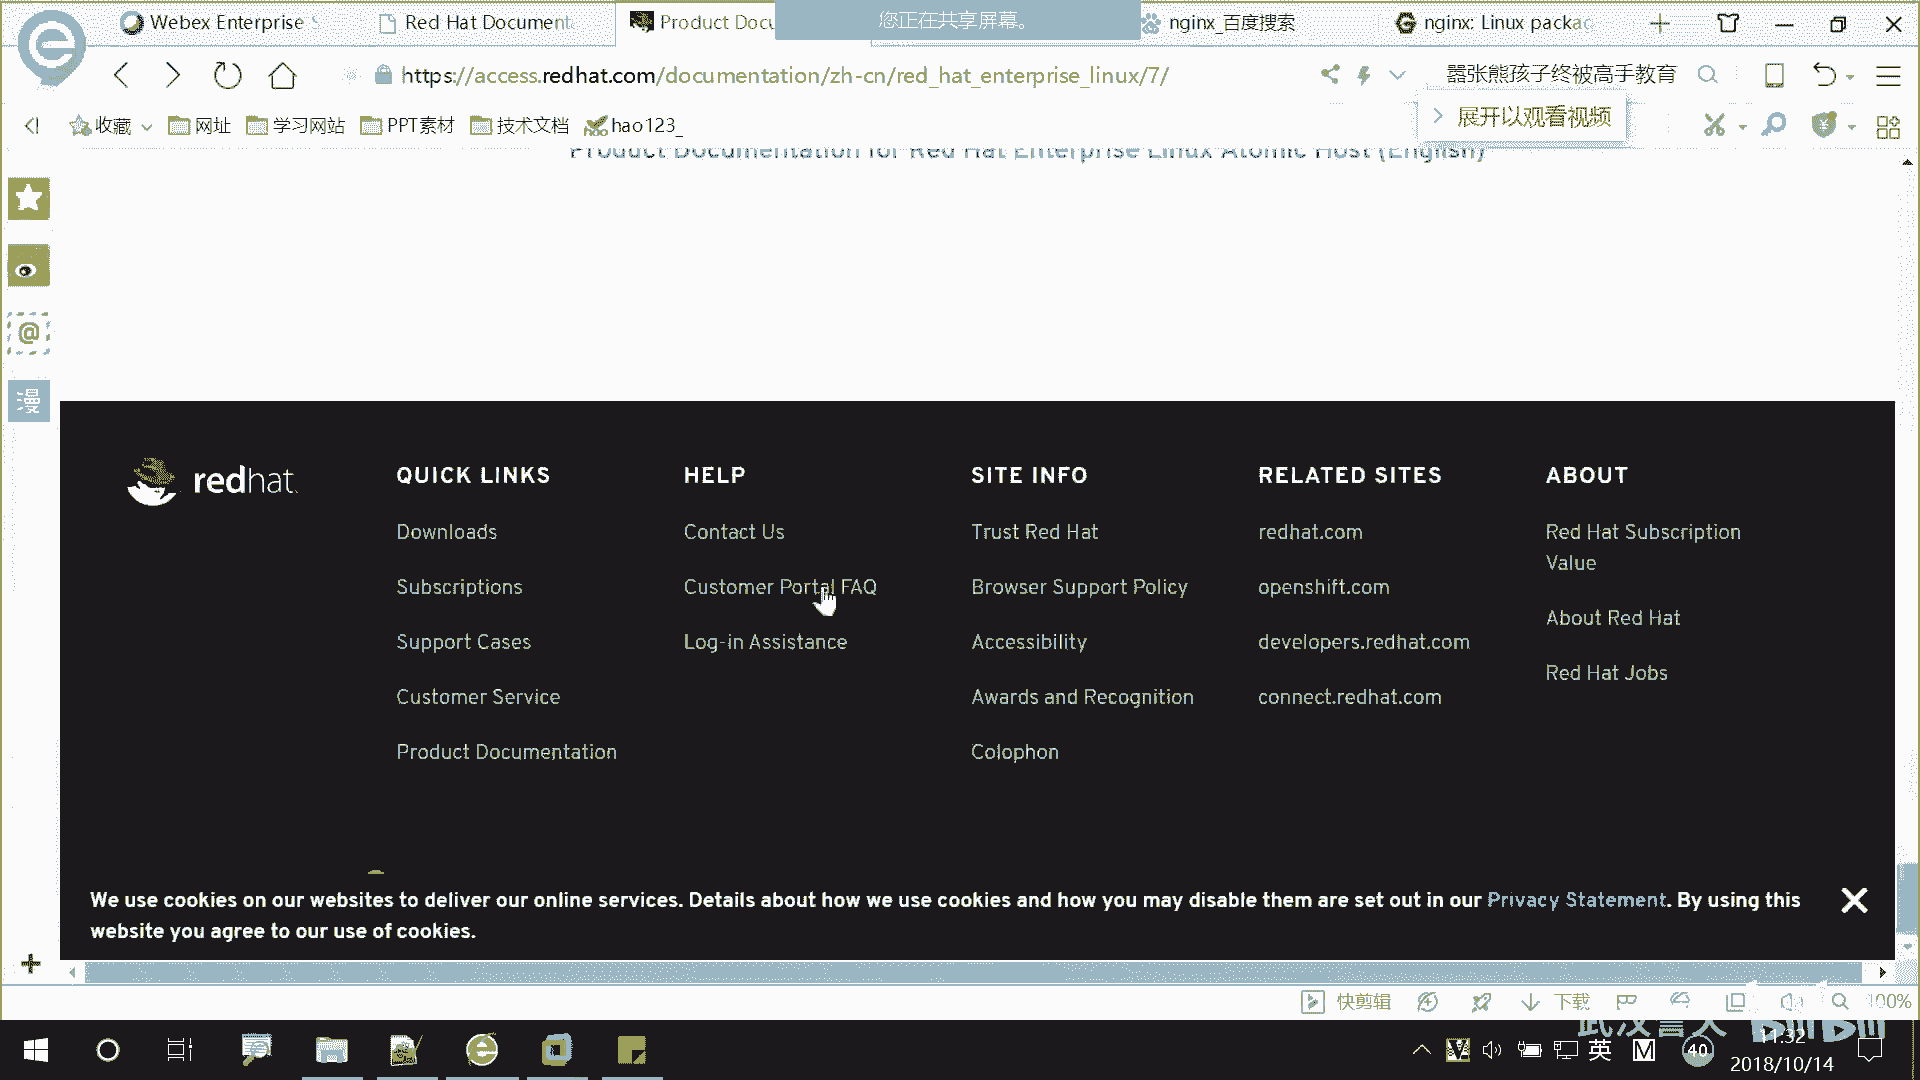 Webex Enterprise S
Red Hat Document
Product Docu
您正在共享屏幕。
nginx_百度搜索
nginx: Linux packag
https://access.redhat.com/documentation/zh-cn/red_hat_enterprise_linux/7/
嚣张熊孩子终被高手教育
收藏
网址
学习网站
PPT素材
技术文档
hao123_
展开以观看视频
Product Documentation for Red Hat Enterprise Linux Atomic Host (English)
@
漫
redhat.
QUICK LINKS
Downloads
Subscriptions
Support Cases
Customer Service
Product Documentation
HELP
Contact Us
Customer Portal FAQ
Log-in Assistance
SITE INFO
Trust Red Hat
Browser Support Policy
Accessibility
Awards and Recognition
Colophon
RELATED SITES
redhat.com
openshift.com
developers.redhat.com
connect.redhat.com
ABOUT
Red Hat Subscription
Value
About Red Hat
Red Hat Jobs
We use cookies on our websites to deliver our online services. Details about how we use cookies and how you may disable them are set out in our Privacy Statement. By using this
website you agree to our use of cookies.
快剪辑
下载
100%
英
M
40
11:32
2018/10/14